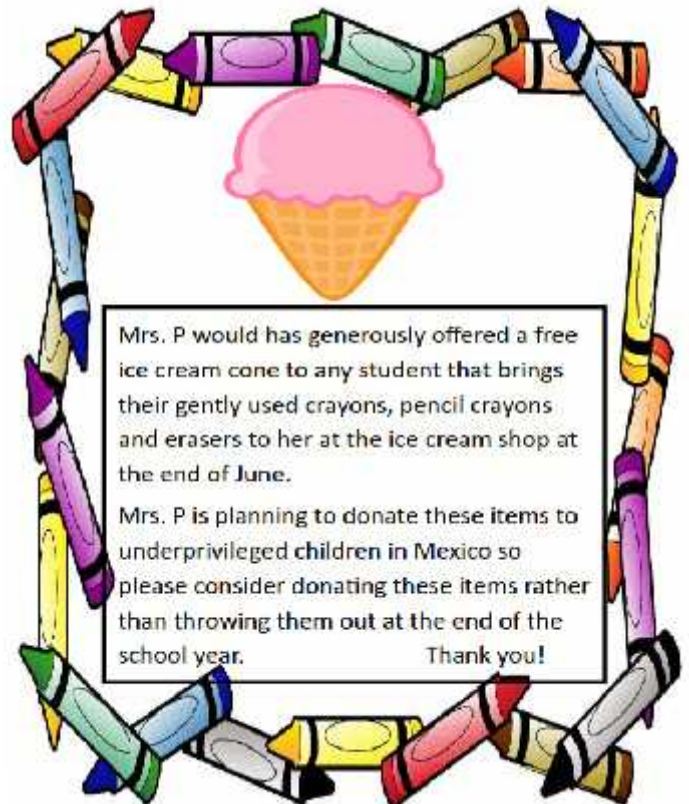 Mrs. P would has generously offered a free
ice cream cone to any student that brings
their gently used crayons, pencil crayons
and erasers to her at the ice cream shop at
the end of June.
Mrs. P is planning to donate these items to
underprivileged children in Mexico so
please consider donating these items rather
than throwing them out at the end of the
school year. Thank you!